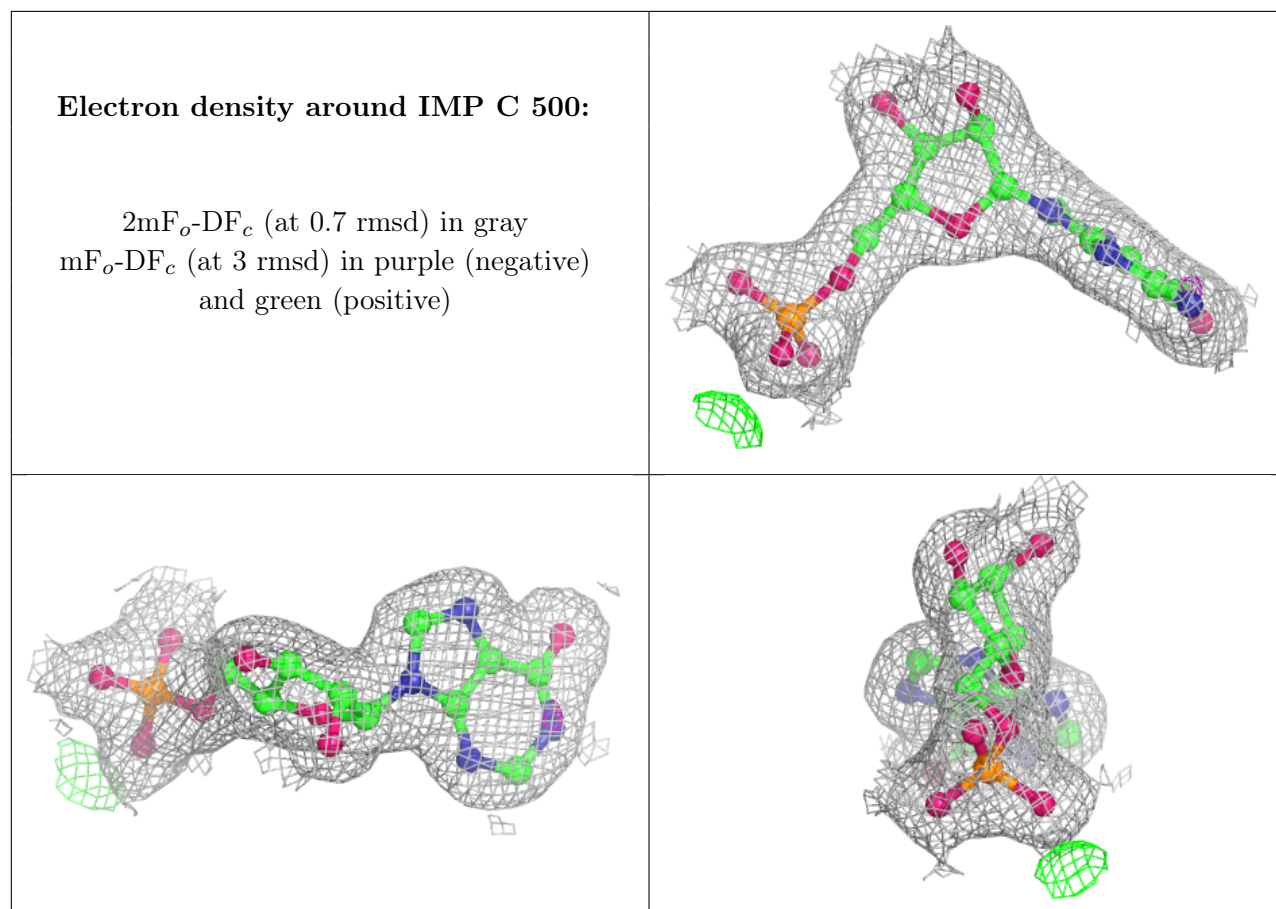 Electron density around IMP C 500:
2mFo-DFc (at 0.7 rmsd) in gray
mFo-DFc (at 3 rmsd) in purple (negative)
and green (positive)